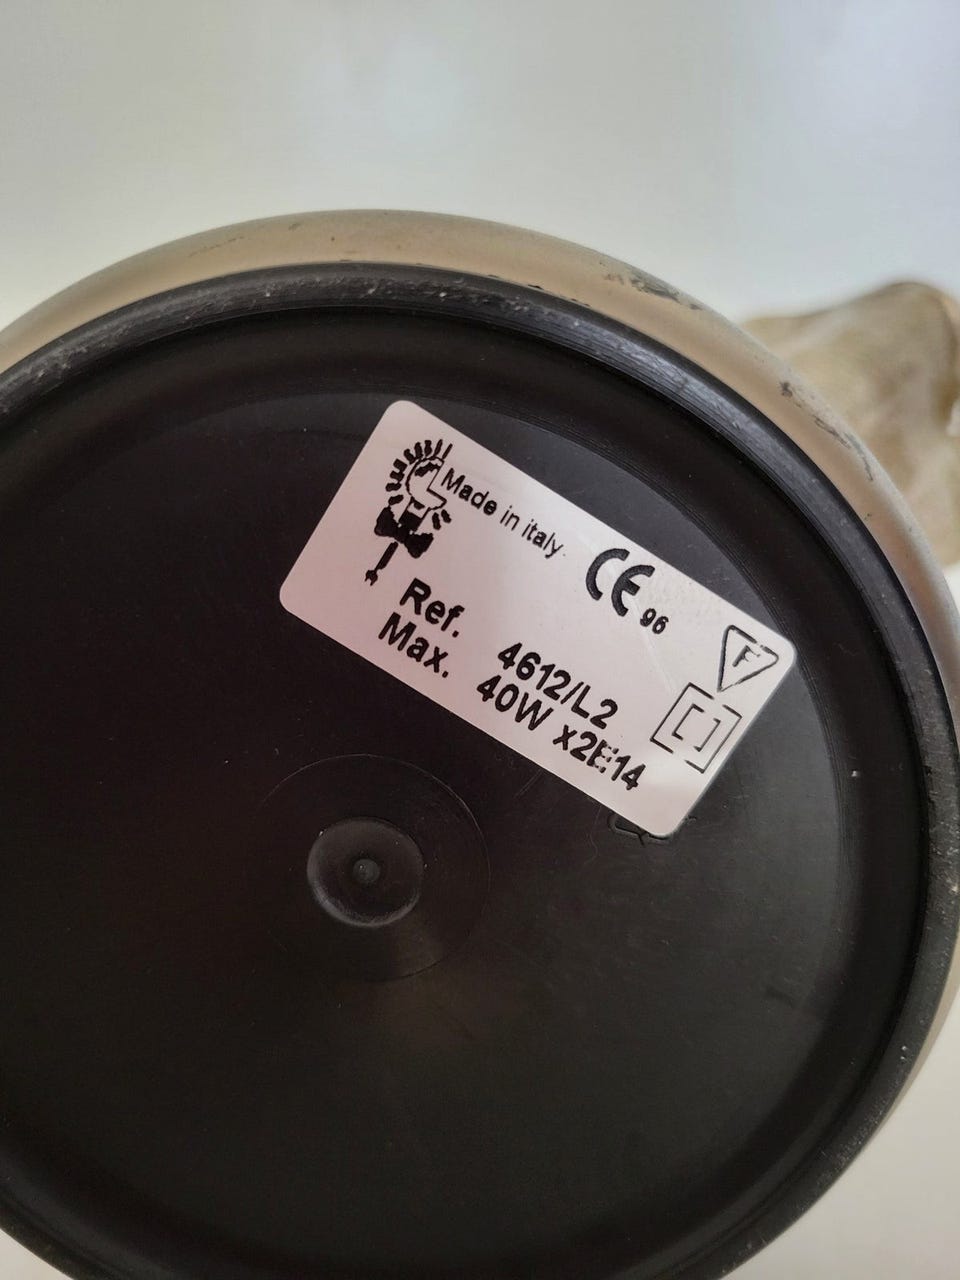 Made in italy
CE 96
F
Ref. 4612/L2
Max. 40W x2E14